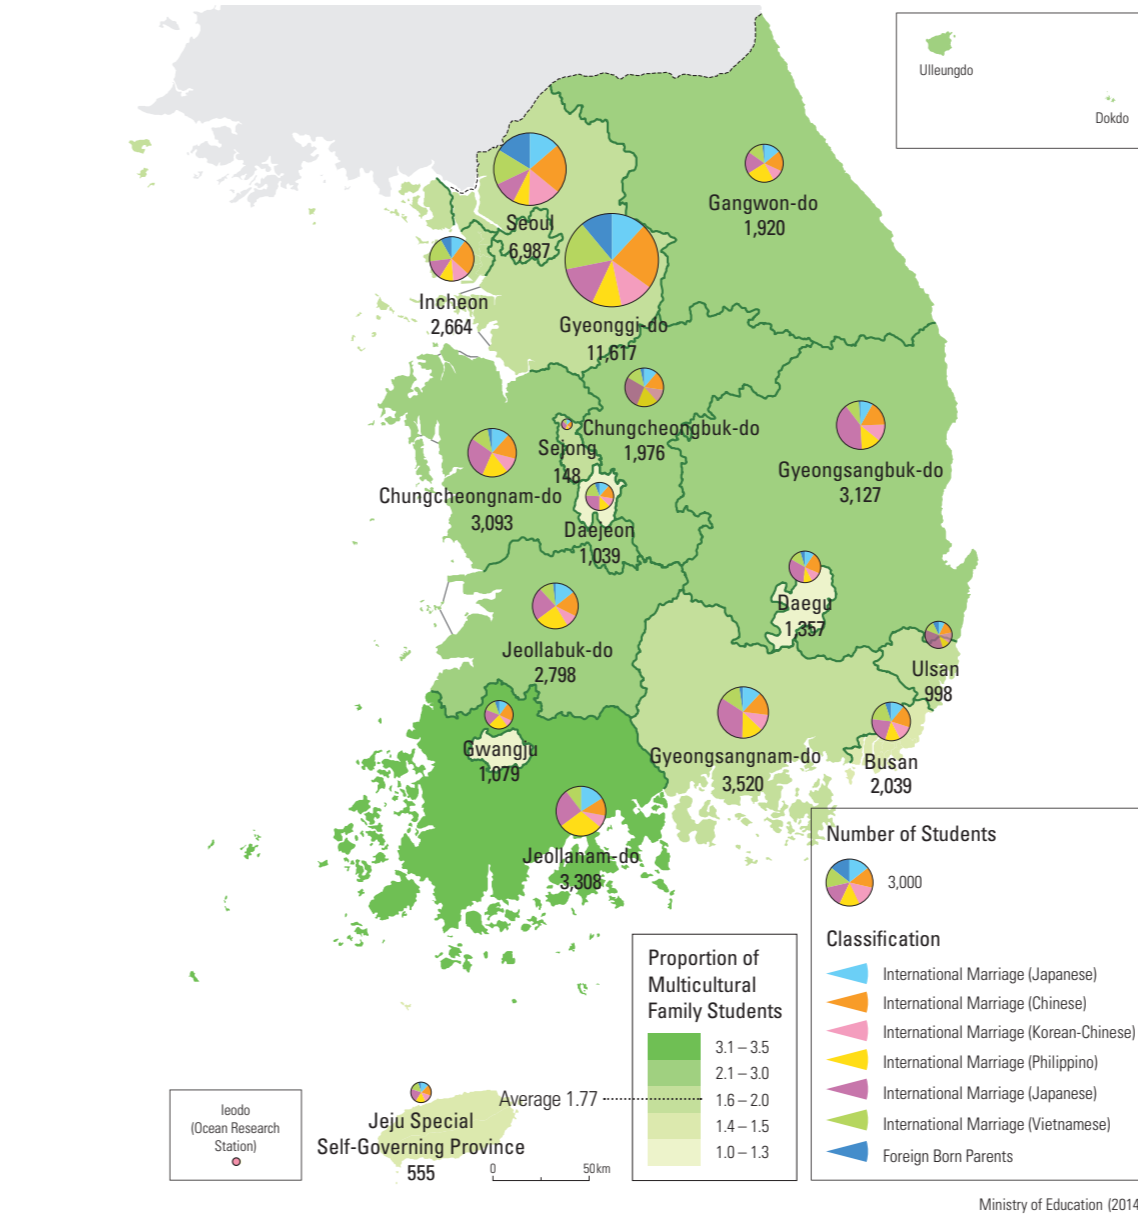 Ulleungdo
Dokdo
Gangwon-do
1,920
Seoul
6,987
Incheon
2,664
Gyeonggi-do
11,617
Chungcheongbuk-do
1,976
Sejong
148
Chungcheongnam-do
3,093
Daejeon
1,039
Gyeongsangbuk-do
3,127
Daegu
1,357
Jeollabuk-do
2,798
Ulsan
998
Gwangju
1,079
Gyeongsangnam-do
3,520
Busan
2,039
Jeollanam-do
3,308
Number of Students
3,000
Classification
International Marriage (Japanese)
International Marriage (Chinese)
International Marriage (Korean-Chinese)
International Marriage (Philippino)
International Marriage (Japanese)
International Marriage (Vietnamese)
Foreign Born Parents
Proportion of
Multicultural
Family Students
3.1 – 3.5
2.1 – 3.0
Average 1.77
1.6 – 2.0
1.4 – 1.5
1.0 – 1.3
Ieodo
(Ocean Research
Station)
Jeju Special
Self-Governing Province
555
0 50km
Ministry of Education (2014